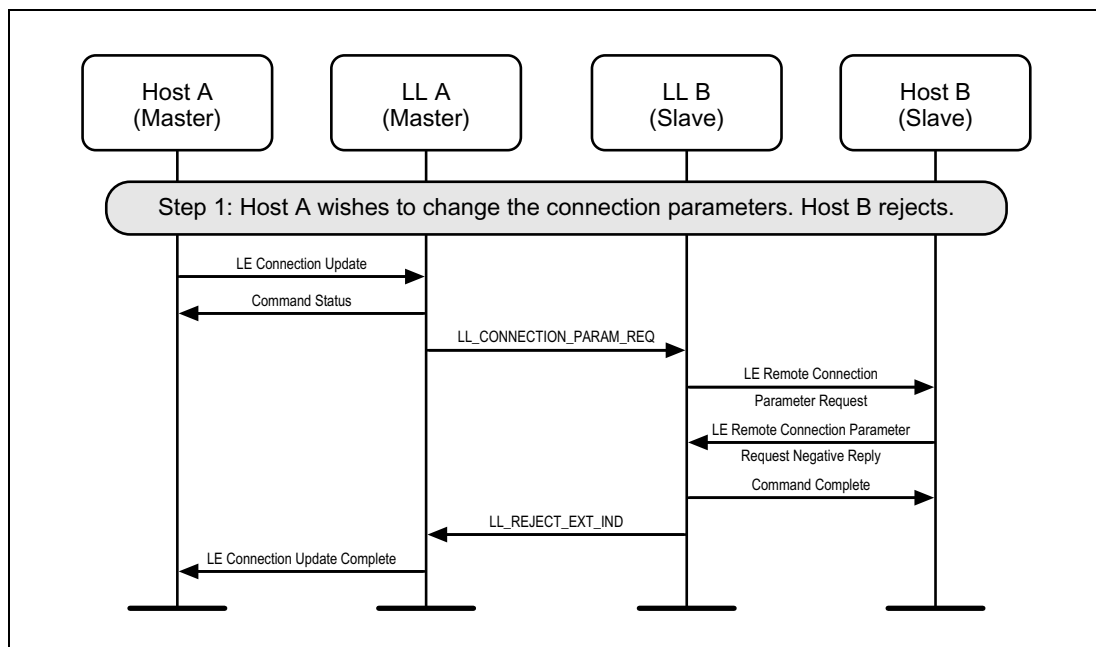 Host A
(Master)
LL A
(Master)
LL B
(Slave)
Host B
(Slave)
Step 1: Host A wishes to change the connection parameters. Host B rejects.
LE Connection Update
Command Status
LL_CONNECTION_PARAM_REQ
LE Remote Connection
Parameter Request
LE Remote Connection Parameter
Request Negative Reply
Command Complete
LL_REJECT_EXT_IND
LE Connection Update Complete